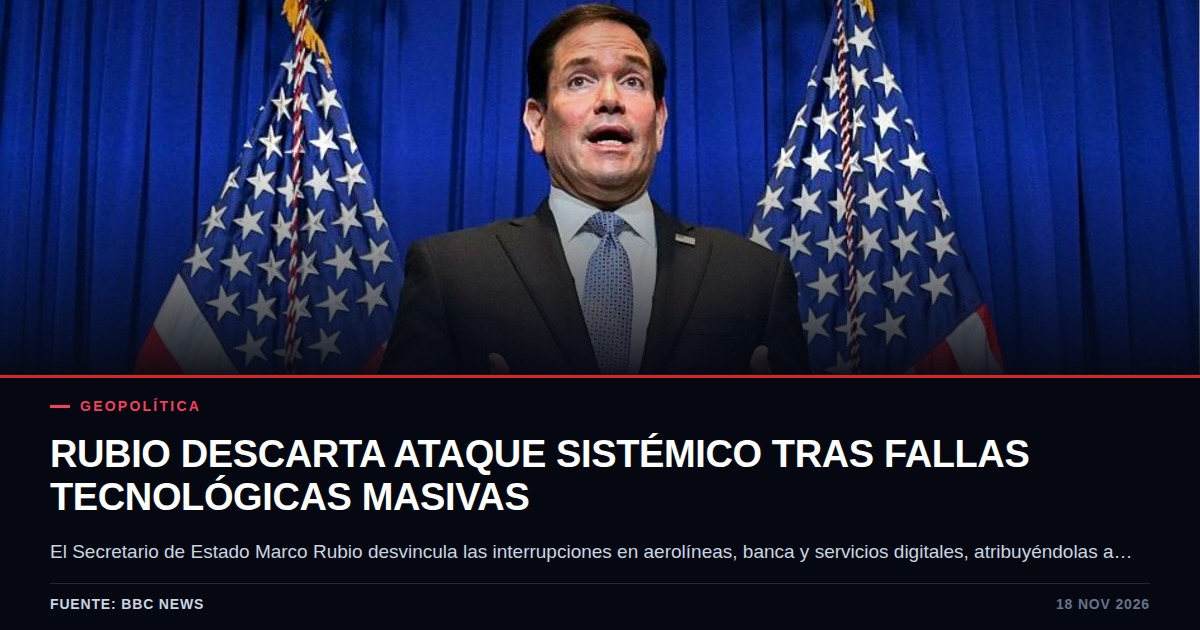 GEOPOLÍTICA
RUBIO DESCARTA ATAQUE SISTÉMICO TRAS FALLAS
TECNOLÓGICAS MASIVAS
El Secretario de Estado Marco Rubio desvincula las interrupciones en aerolíneas, banca y servicios digitales, atribuyéndolas a…
FUENTE: BBC NEWS
18 NOV 2026